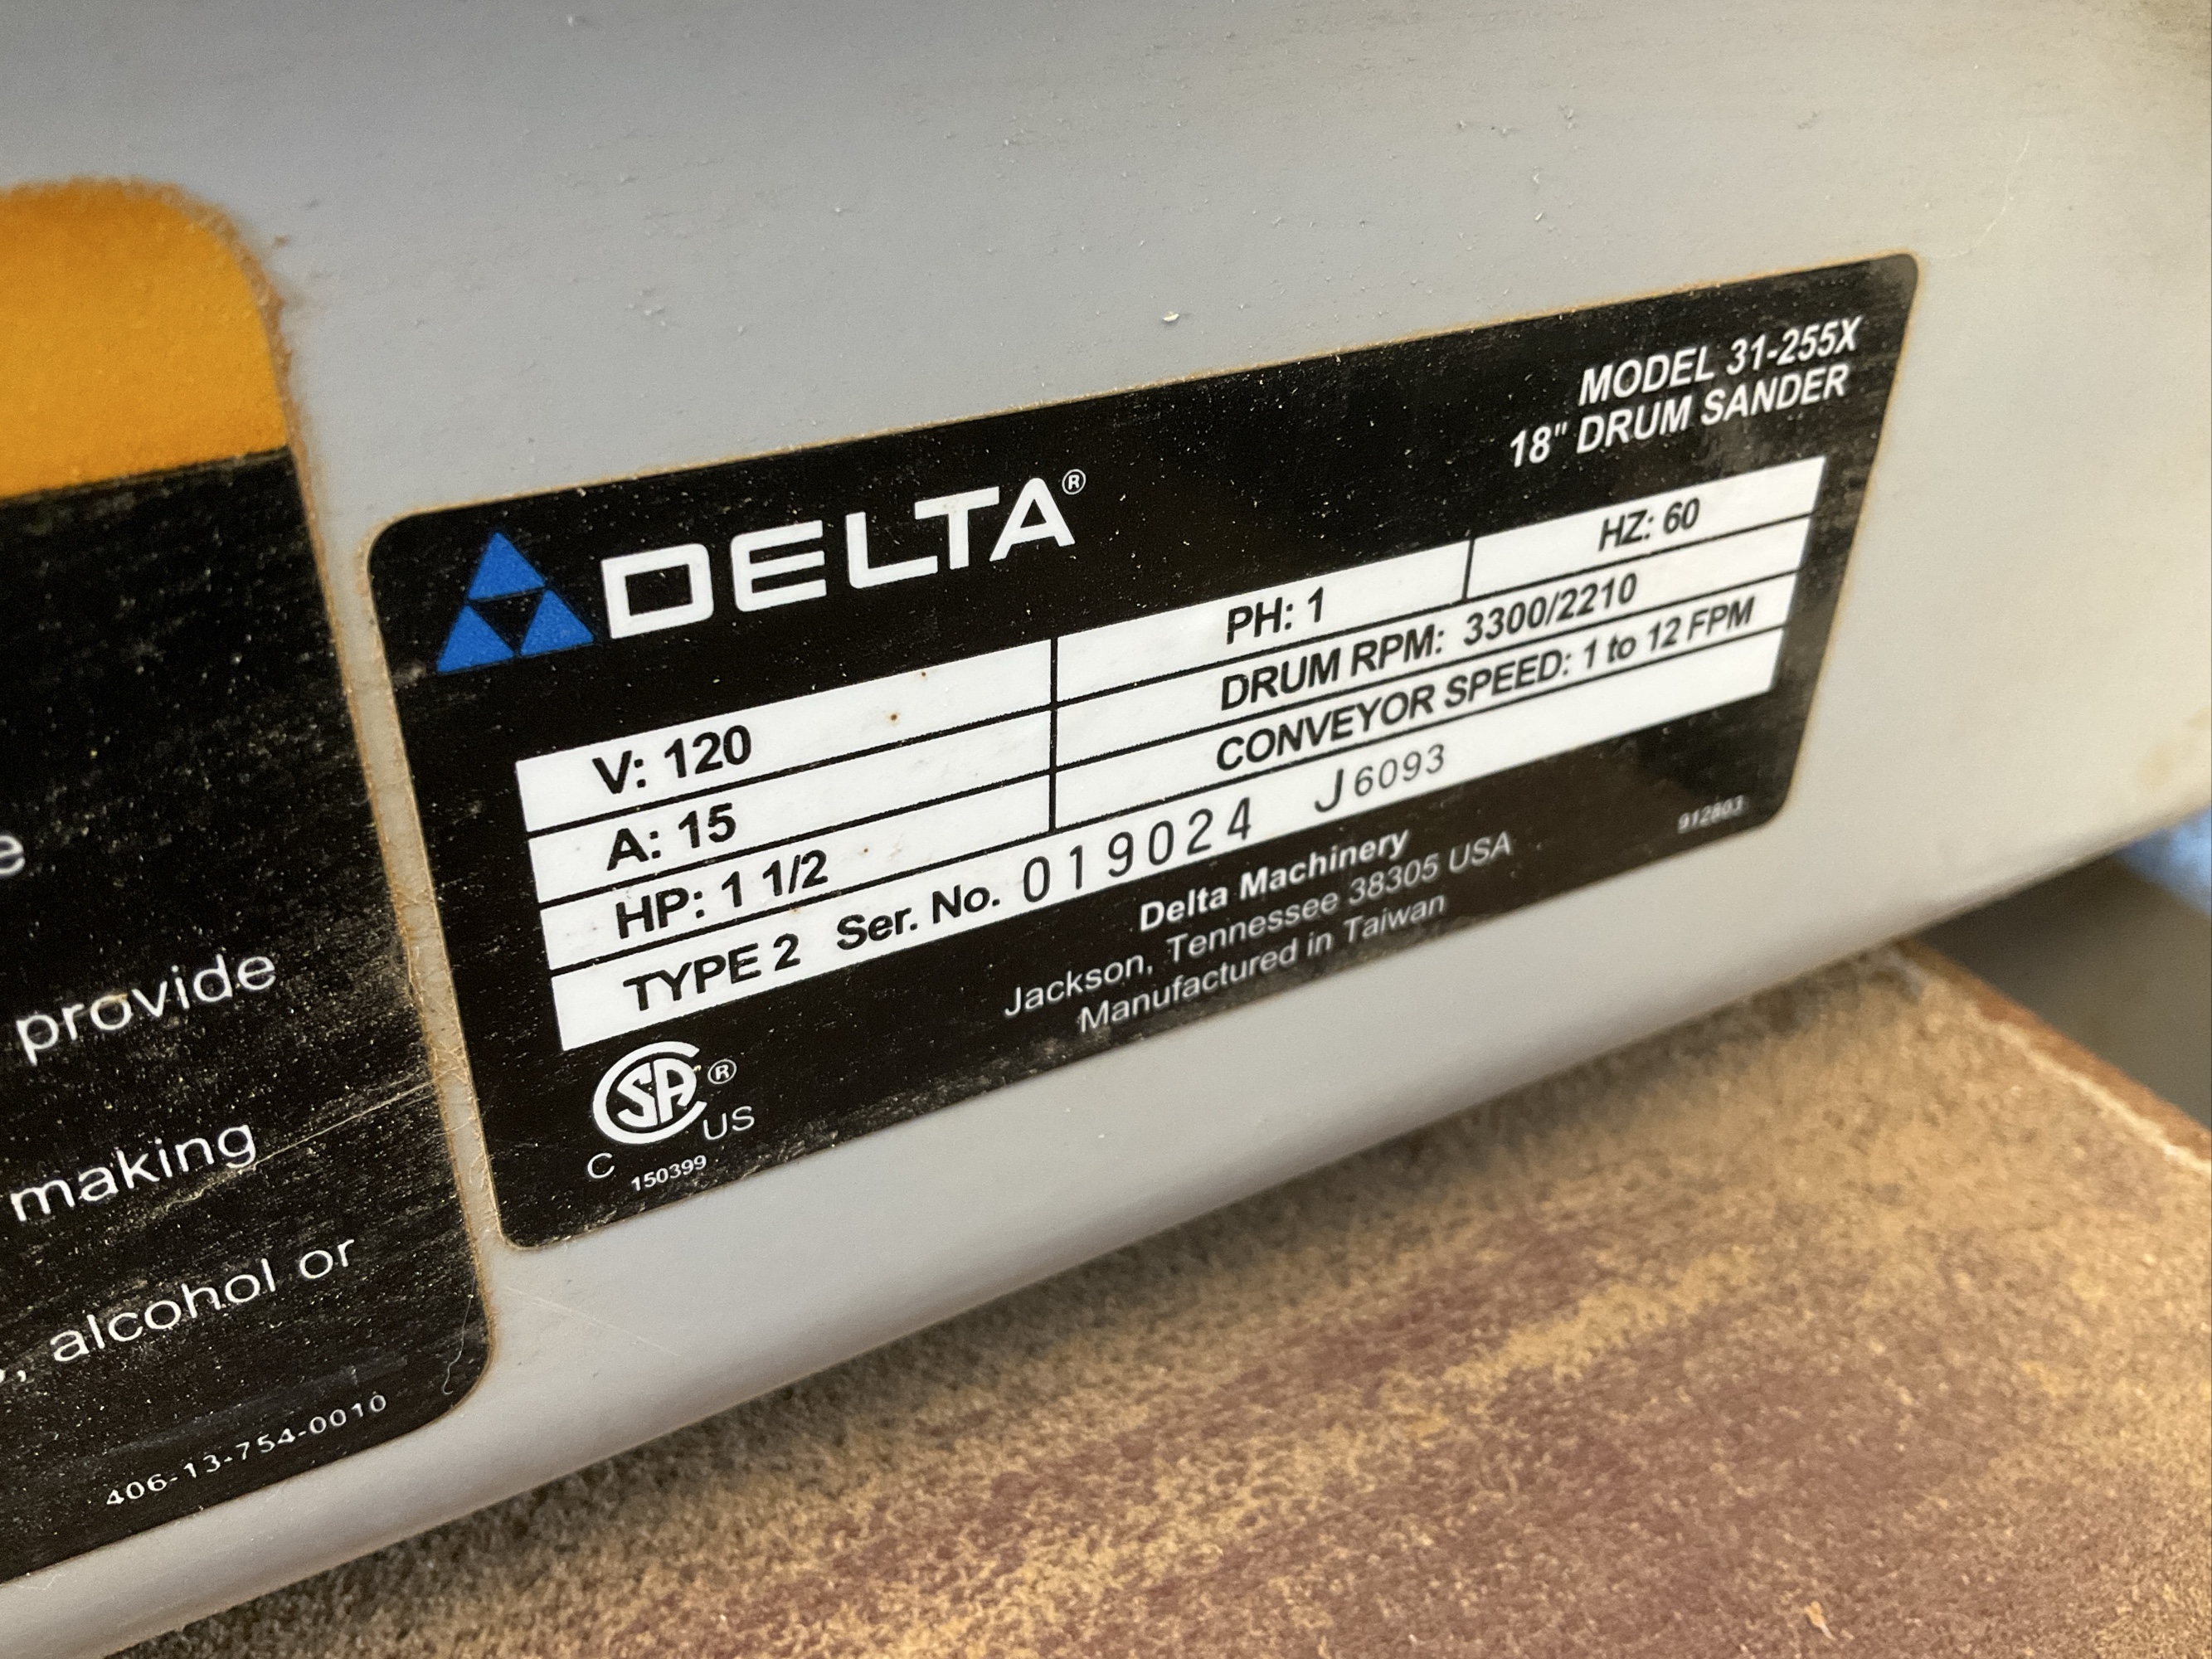 DELTA®
MODEL 31-255X
18" DRUM SANDER
V: 120
PH: 1
HZ: 60
A: 15
DRUM RPM: 3300/2210
HP: 1 1/2
CONVEYOR SPEED: 1 to 12 FPM
TYPE 2 Ser. No. 019024 J6093
Delta Machinery
Jackson, Tennessee 38305 USA
Manufactured in Taiwan
912803
CSA®
C US
150399
provide
making
, alcohol or
406-13-754-0010